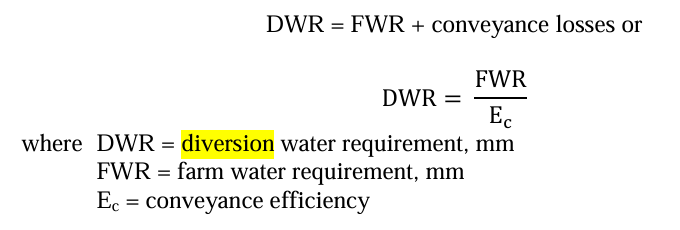 DWR = FWR + conveyance losses or
DWR = FWR / E_c
where DWR = diversion water requirement, mm
FWR = farm water requirement, mm
E_c = conveyance efficiency